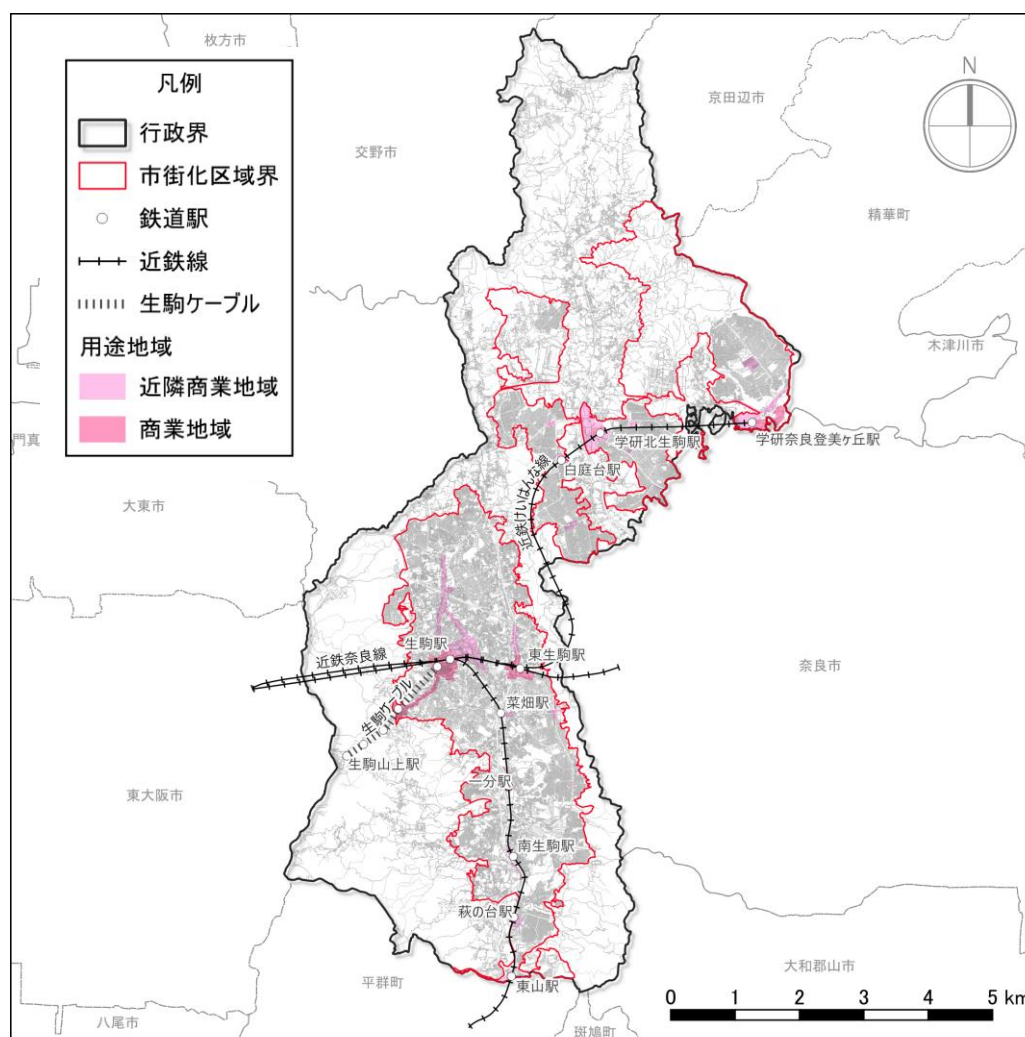 枚方市
凡例
行政界
市街化区域界
鉄道駅
近鉄線
生駒ケーブル
用途地域
近隣商業地域
商業地域
N
京田辺市
交野市
精華町
木津川市
門真
学研北生駒駅
学研奈良登美ヶ丘駅
白庭台駅
近鉄けいはんな線
大東市
生駒駅
近鉄奈良線
東生駒駅
奈良市
生駒ケーブル
菜畑駅
生駒山上駅
一分駅
東大阪市
南生駒駅
萩の台駅
大和郡山市
平群町
東山駅
0 1 2 3 4 5 km
八尾市
斑鳩町